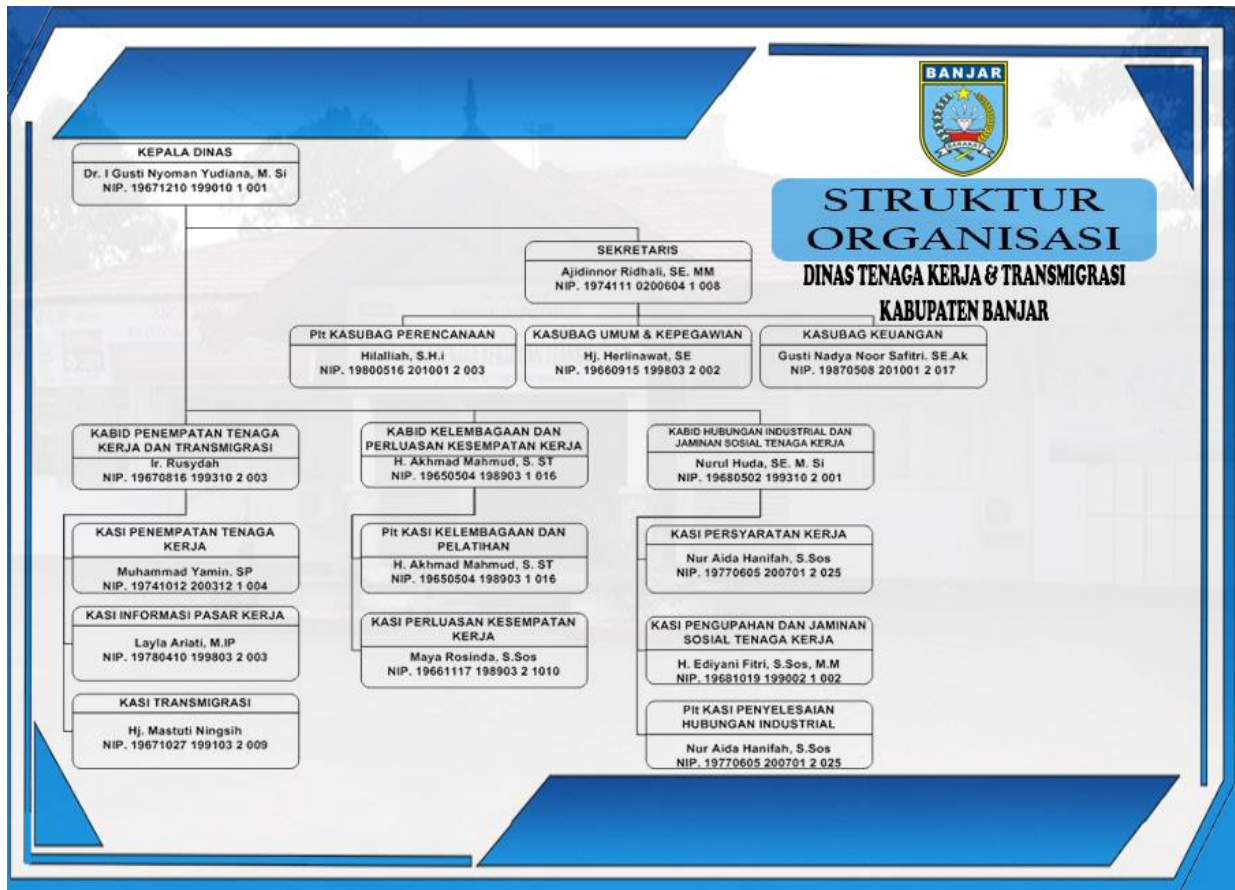 BANJAR
BARAKAT
STRUKTUR
ORGANISASI
DINAS TENAGA KERJA & TRANSMIGRASI
KABUPATEN BANJAR
KEPALA DINAS
Dr. I Gusti Nyoman Yudiana, M. Si
NIP. 19671210 199010 1 001
SEKRETARIS
Ajidinnor Ridhali, SE. MM
NIP. 1974111 0200604 1 008
Plt KASUBAG PERENCANAAN
Hilalliah, S.H.i
NIP. 19800516 201001 2 003
KASUBAG UMUM & KEPEGAWIAN
Hj. Herlinawat, SE
NIP. 19660915 199803 2 002
KASUBAG KEUANGAN
Gusti Nadya Noor Safitri. SE.Ak
NIP. 19870508 201001 2 017
KABID PENEMPATAN TENAGA
KERJA DAN TRANSMIGRASI
Ir. Rusydah
NIP. 19670816 199310 2 003
KABID KELEMBAGAAN DAN
PERLUASAN KESEMPATAN KERJA
H. Akhmad Mahmud, S. ST
NIP. 19650504 198903 1 016
KABID HUBUNGAN INDUSTRIAL DAN
JAMINAN SOSIAL TENAGA KERJA
Nurul Huda, SE. M. Si
NIP. 19680502 199310 2 001
KASI PENEMPATAN TENAGA
KERJA
Muhammad Yamin. SP
NIP. 19741012 200312 1 004
KASI INFORMASI PASAR KERJA
Layla Ariati, M.IP
NIP. 19780410 199803 2 003
KASI TRANSMIGRASI
Hj. Mastuti Ningsih
NIP. 19671027 199103 2 009
Plt KASI KELEMBAGAAN DAN
PELATIHAN
H. Akhmad Mahmud, S. ST
NIP. 19650504 198903 1 016
KASI PERLUASAN KESEMPATAN
KERJA
Maya Rosinda, S.Sos
NIP. 19661117 198903 2 1010
KASI PERSYARATAN KERJA
Nur Aida Hanifah, S.Sos
NIP. 19770605 200701 2 025
KASI PENGUPAHAN DAN JAMINAN
SOSIAL TENAGA KERJA
H. Ediyani Fitri, S.Sos, M.M
NIP. 19681019 199002 1 002
Plt KASI PENYELESAIAN
HUBUNGAN INDUSTRIAL
Nur Aida Hanifah, S.Sos
NIP. 19770605 200701 2 025